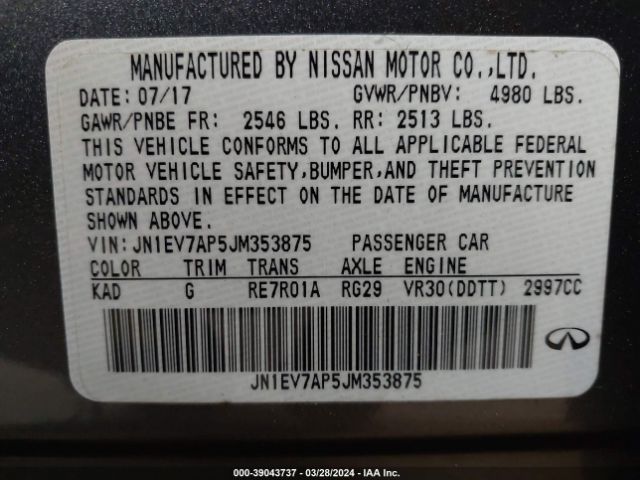 MANUFACTURED BY NISSAN MOTOR CO.,LTD.
DATE: 07/17 GVWR/PNBV: 4980 LBS.
GAWR/PNBE FR: 2546 LBS. RR: 2513 LBS.
THIS VEHICLE CONFORMS TO ALL APPLICABLE FEDERAL
MOTOR VEHICLE SAFETY,BUMPER,AND THEFT PREVENTION
STANDARDS IN EFFECT ON THE DATE OF MANUFACTURE
SHOWN ABOVE.
VIN:JN1EV7AP5JM353875 PASSENGER CAR
COLOR TRIM TRANS AXLE ENGINE
KAD G RE7R01A RG29 VR30(DDTT) 2997CC
JN1EV7AP5JM353875
000-39043737 - 03/28/2024 - IAA Inc.